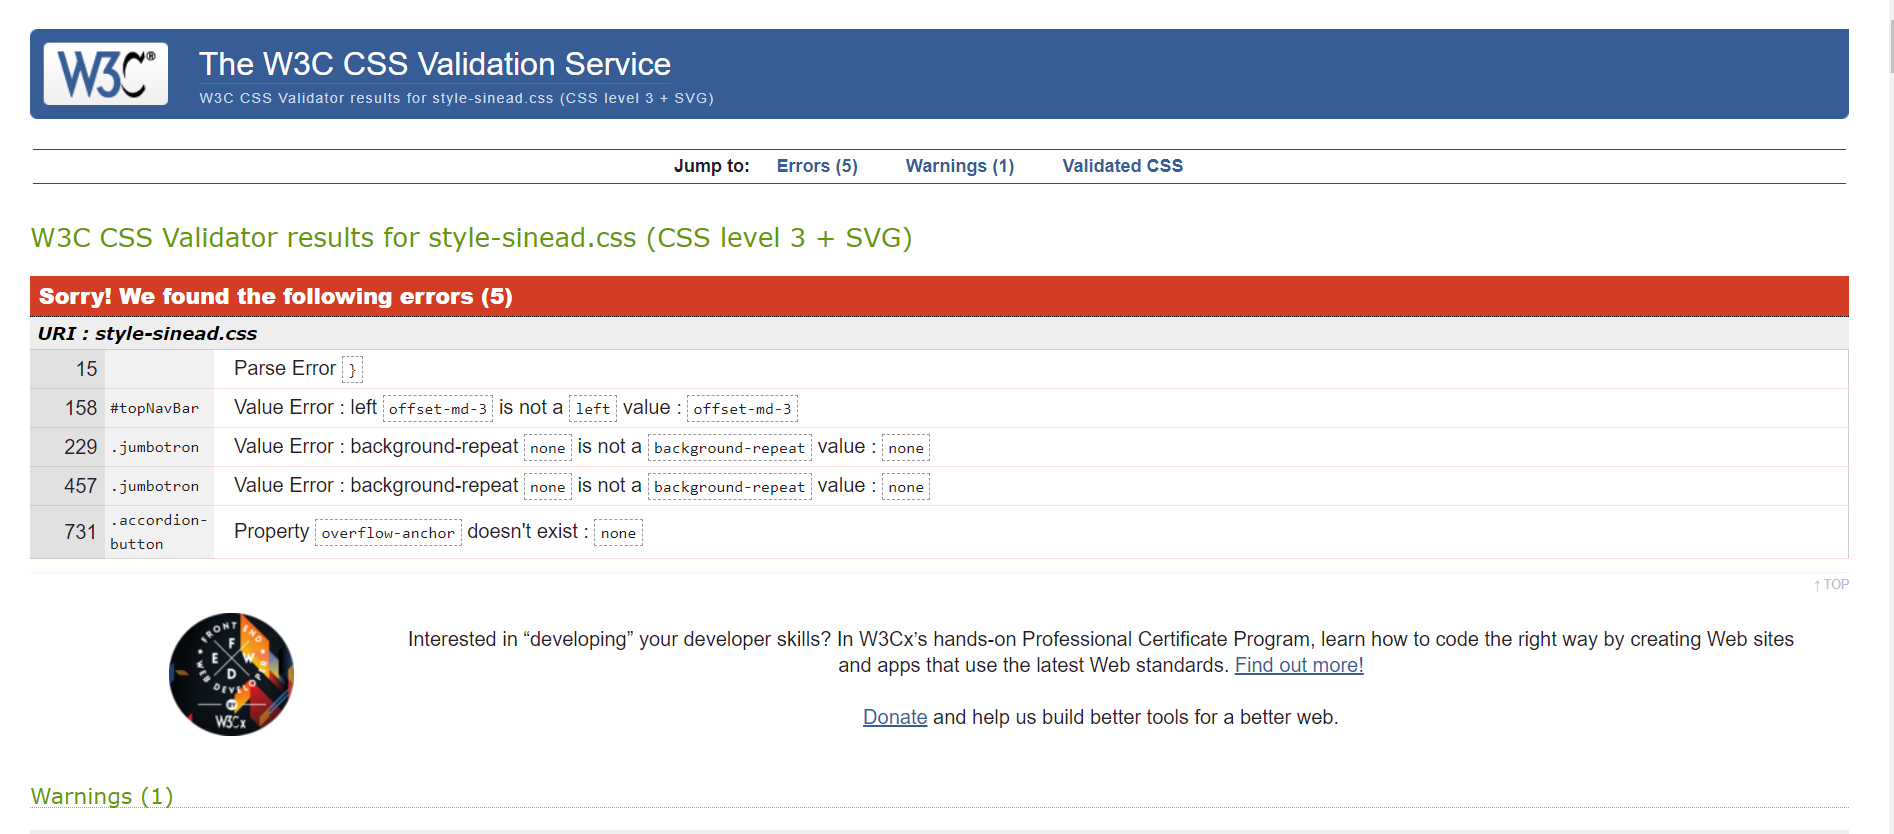 W3C®
The W3C CSS Validation Service
W3C CSS Validator results for style-sinead.css (CSS level 3 + SVG)
Jump to: Errors (5) Warnings (1) Validated CSS
W3C CSS Validator results for style-sinead.css (CSS level 3 + SVG)
Sorry! We found the following errors (5)
URI : style-sinead.css
15 Parse Error }
158 #topNavBar Value Error : left offset-md-3 is not a left value : offset-md-3
229 .jumbotron Value Error : background-repeat none is not a background-repeat value : none
457 .jumbotron Value Error : background-repeat none is not a background-repeat value : none
731 .accordion-
button Property overflow-anchor doesn't exist : none
↑ TOP
FRONT END
F
E W
D
WEB DEVELOPER
BY
W3Cx
Interested in “developing” your developer skills? In W3Cx’s hands-on Professional Certificate Program, learn how to code the right way by creating Web sites
and apps that use the latest Web standards. Find out more!
Donate and help us build better tools for a better web.
Warnings (1)